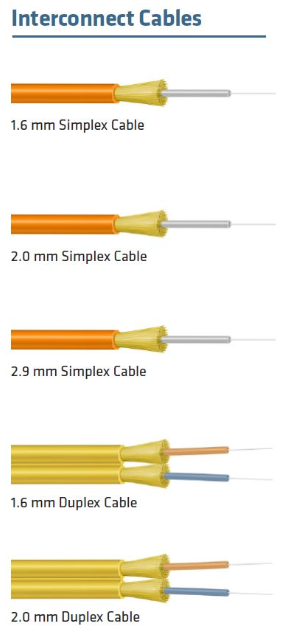 Interconnect Cables
1.6 mm Simplex Cable
2.0 mm Simplex Cable
2.9 mm Simplex Cable
1.6 mm Duplex Cable
2.0 mm Duplex Cable